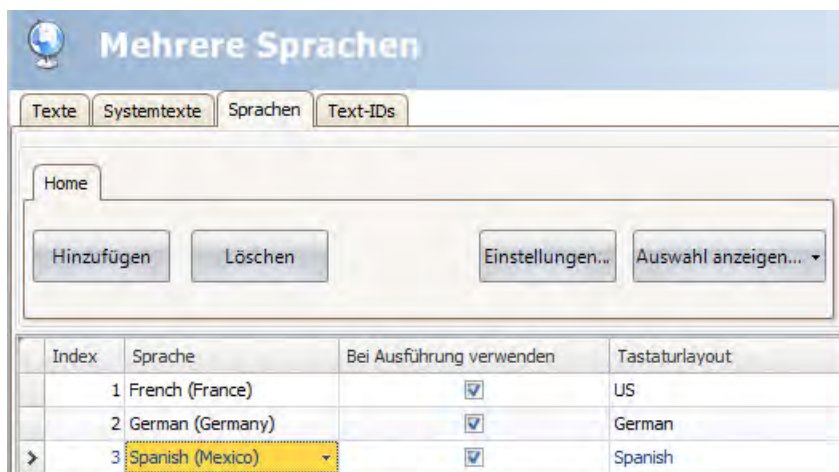 Mehrere Sprachen
Texte Systemtexte Sprachen Text-IDs
Home
Hinzufügen Löschen Einstellungen... Auswahl anzeigen...
Index Sprache Bei Ausführung verwenden Tastaturlayout
1 French (France) US
2 German (Germany) German
3 Spanish (Mexico) Spanish